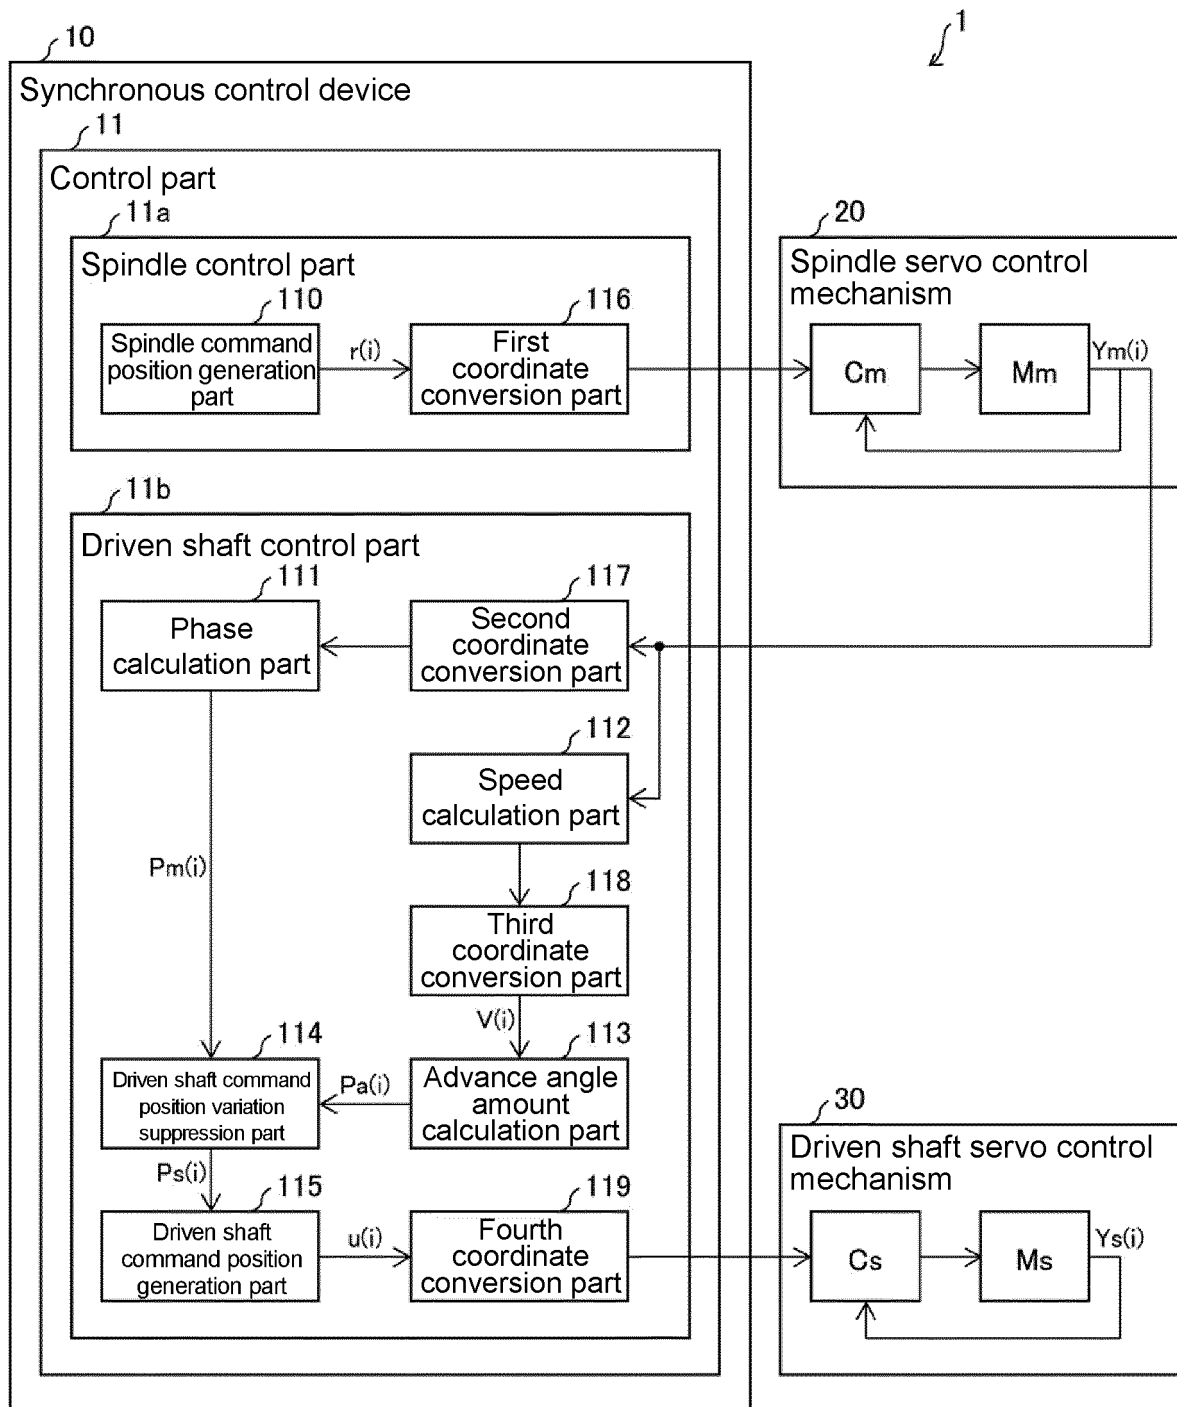 1
10
Synchronous control device
11
Control part
11a
Spindle control part
110
Spindle command
position generation
part
r(i)
116
First
coordinate
conversion part
20
Spindle servo control
mechanism
Cm
Mm
Ym(i)
11b
Driven shaft control part
111
Phase
calculation part
117
Second
coordinate
conversion part
112
Speed
calculation part
Pm(i)
118
Third
coordinate
conversion part
V(i)
114
Driven shaft command
position variation
suppression part
Pa(i)
113
Advance angle
amount
calculation part
Ps(i)
115
Driven shaft
command position
generation part
u(i)
119
Fourth
coordinate
conversion part
30
Driven shaft servo control
mechanism
Cs
Ms
Ys(i)